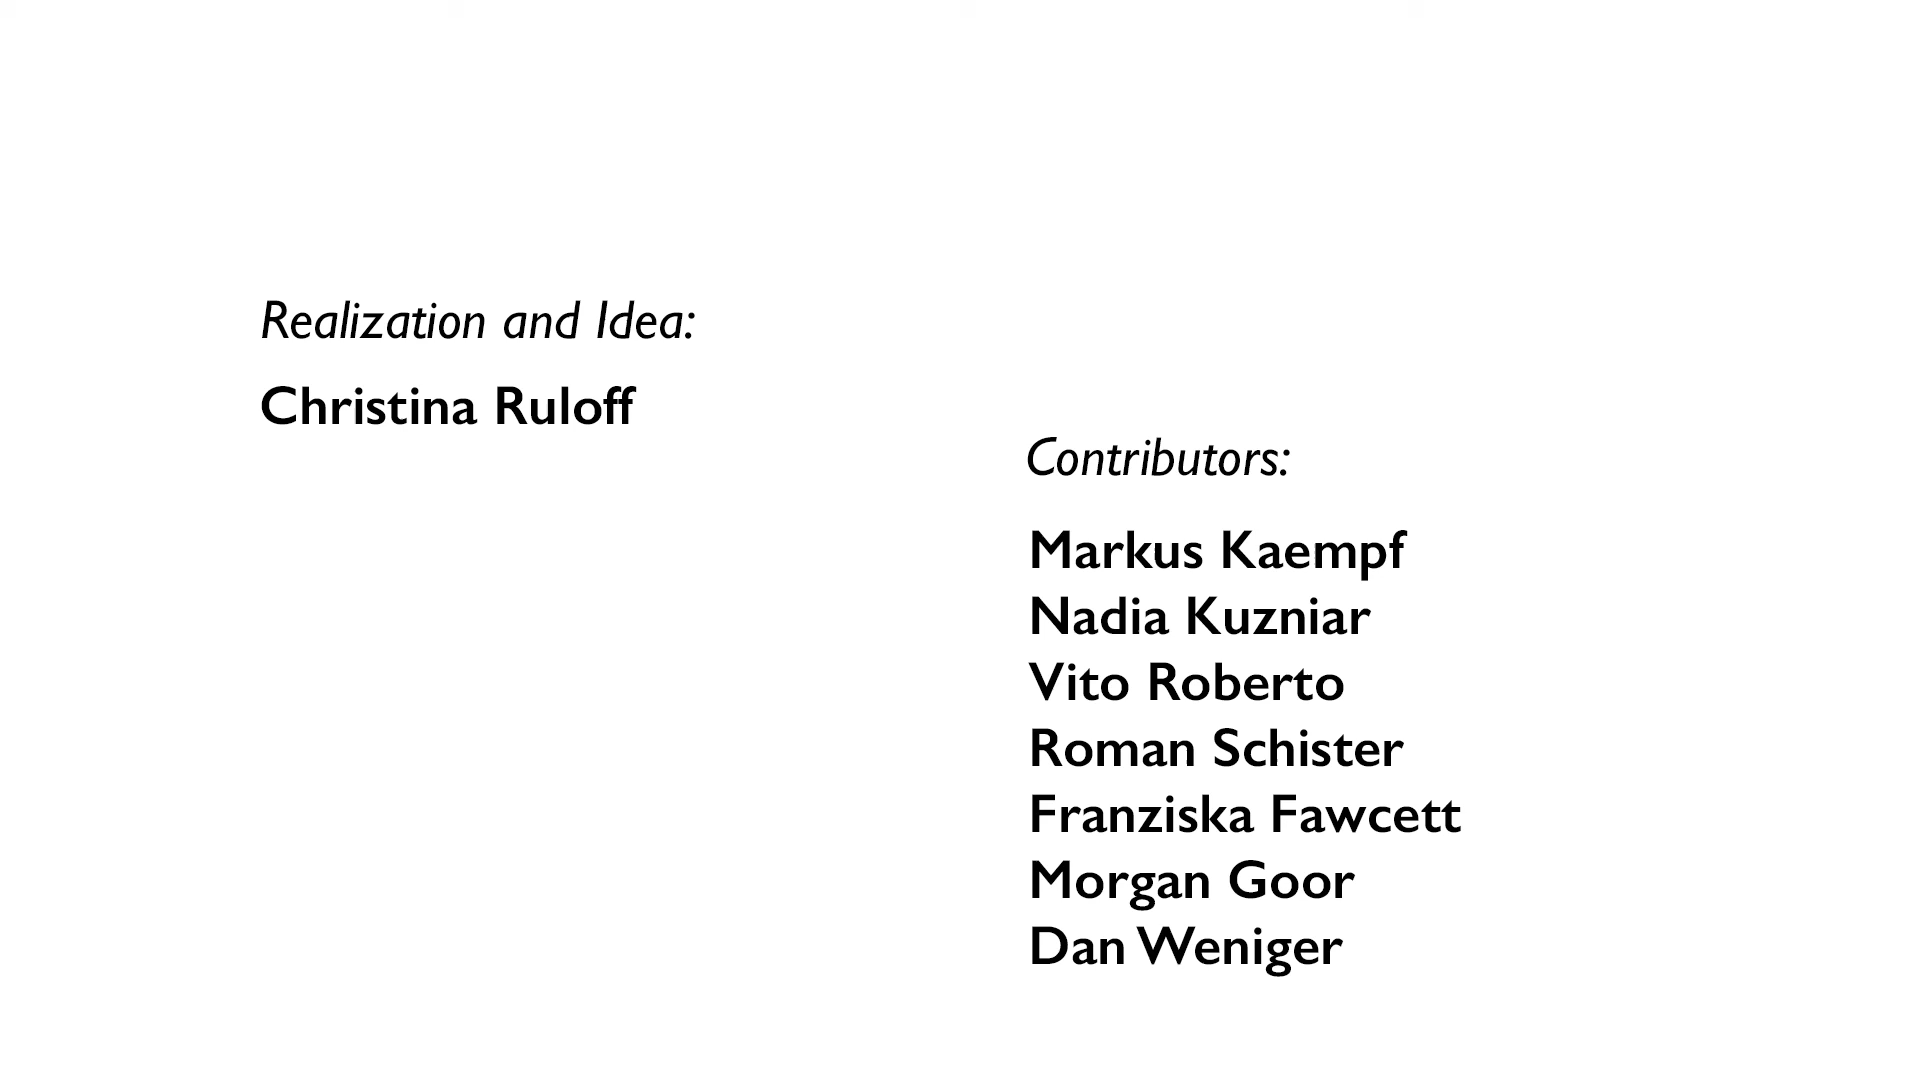 Realization and Idea:
Christina Ruloff
Contributors:
Markus Kaempf
Nadia Kuzniar
Vito Roberto
Roman Schister
Franziska Fawcett
Morgan Goor
Dan Weniger